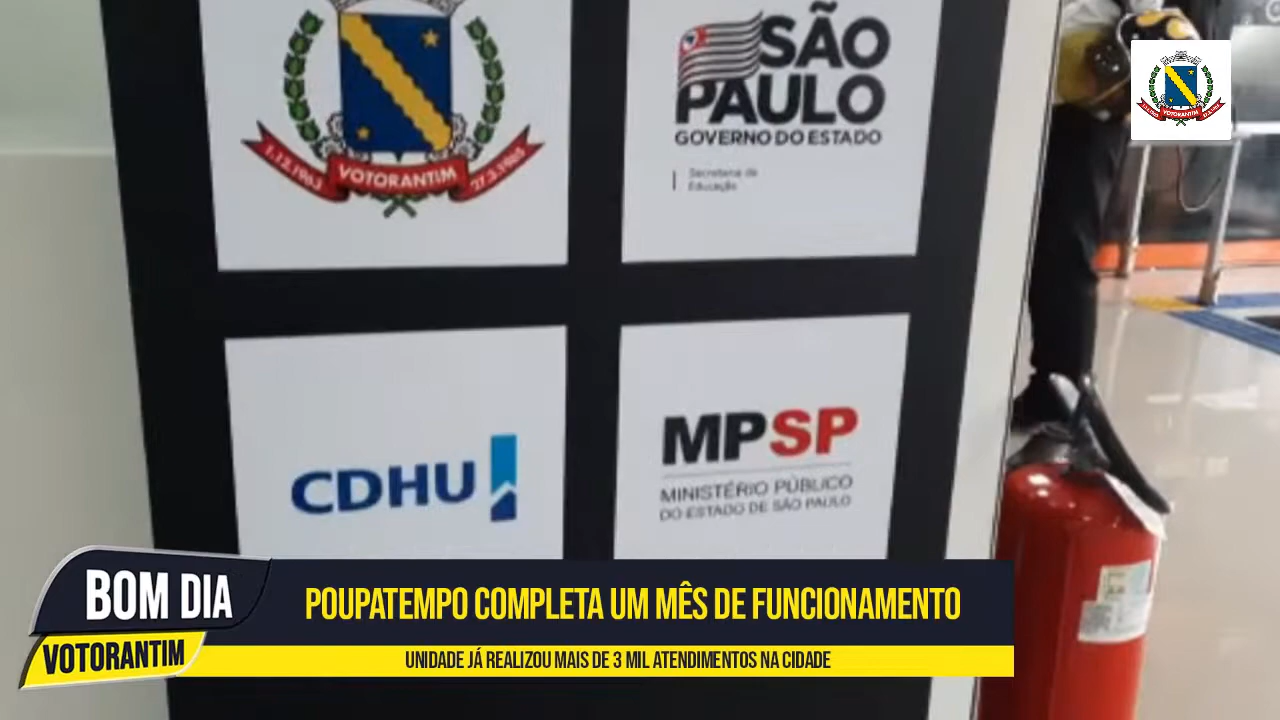 1.12.1963 VOTORANTIM 27.3.1965
SÃO
PAULO
GOVERNO DO ESTADO
Secretaria da
Educação
VOTORANTIM
CDHU
MPSP
MINISTÉRIO PÚBLICO
DO ESTADO DE SÃO PAULO
BOM DIA
VOTORANTIM
POUPATEMPO COMPLETA UM MÊS DE FUNCIONAMENTO
UNIDADE JÁ REALIZOU MAIS DE 3 MIL ATENDIMENTOS NA CIDADE